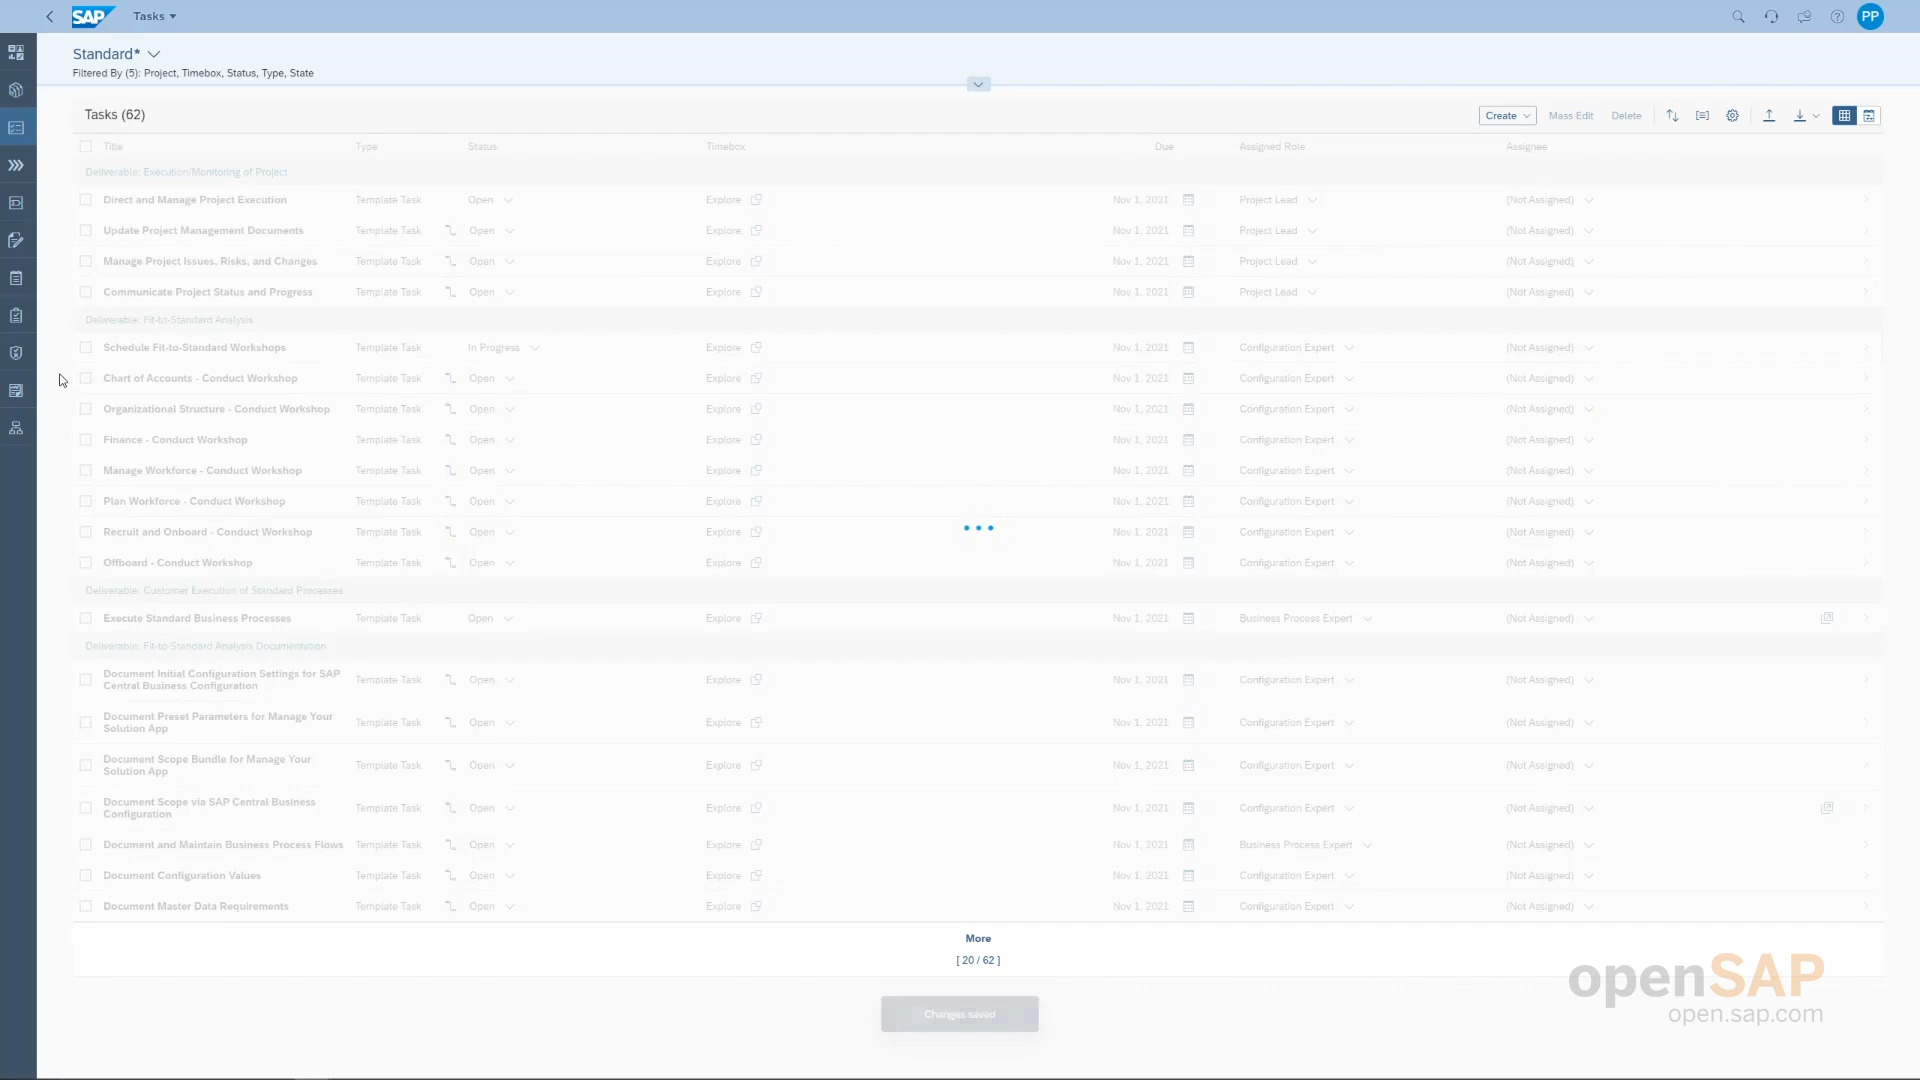 SAP Tasks PP
Standard*
Filtered By (5): Project, Timebox, Status, Type, State
Tasks (62) Create Mass Edit Delete
Title Type Status Timebox Due Assigned Role Assignee
Deliverable: Execution/Monitoring of Project
Direct and Manage Project Execution Template Task Open Explore Nov 1, 2021 Project Lead (Not Assigned)
Update Project Management Documents Template Task Open Explore Nov 1, 2021 Project Lead (Not Assigned)
Manage Project Issues, Risks, and Changes Template Task Open Explore Nov 1, 2021 Project Lead (Not Assigned)
Communicate Project Status and Progress Template Task Open Explore Nov 1, 2021 Project Lead (Not Assigned)
Deliverable: Fit-to-Standard Analysis
Schedule Fit-to-Standard Workshops Template Task In Progress Explore Nov 1, 2021 Configuration Expert (Not Assigned)
Chart of Accounts - Conduct Workshop Template Task Open Explore Nov 1, 2021 Configuration Expert (Not Assigned)
Organizational Structure - Conduct Workshop Template Task Open Explore Nov 1, 2021 Configuration Expert (Not Assigned)
Finance - Conduct Workshop Template Task Open Explore Nov 1, 2021 Configuration Expert (Not Assigned)
Manage Workforce - Conduct Workshop Template Task Open Explore Nov 1, 2021 Configuration Expert (Not Assigned)
Plan Workforce - Conduct Workshop Template Task Open Explore Nov 1, 2021 Configuration Expert (Not Assigned)
Recruit and Onboard - Conduct Workshop Template Task Open Explore Nov 1, 2021 Configuration Expert (Not Assigned)
Offboard - Conduct Workshop Template Task Open Explore Nov 1, 2021 Configuration Expert (Not Assigned)
Deliverable: Customer Execution of Standard Processes
Execute Standard Business Processes Template Task Open Explore Nov 1, 2021 Business Process Expert (Not Assigned)
Deliverable: Fit-to-Standard Analysis Documentation
Document Initial Configuration Settings for SAP
Central Business Configuration Template Task Open Explore Nov 1, 2021 Configuration Expert (Not Assigned)
Document Preset Parameters for Manage Your
Solution App Template Task Open Explore Nov 1, 2021 Configuration Expert (Not Assigned)
Document Scope Bundle for Manage Your
Solution App Template Task Open Explore Nov 1, 2021 Configuration Expert (Not Assigned)
Document Scope via SAP Central Business
Configuration Template Task Open Explore Nov 1, 2021 Configuration Expert (Not Assigned)
Document and Maintain Business Process Flows Template Task Open Explore Nov 1, 2021 Business Process Expert (Not Assigned)
Document Configuration Values Template Task Open Explore Nov 1, 2021 Configuration Expert (Not Assigned)
Document Master Data Requirements Template Task Open Explore Nov 1, 2021 Configuration Expert (Not Assigned)
More
[ 20 / 62 ]
Changes saved
openSAP
open.sap.com